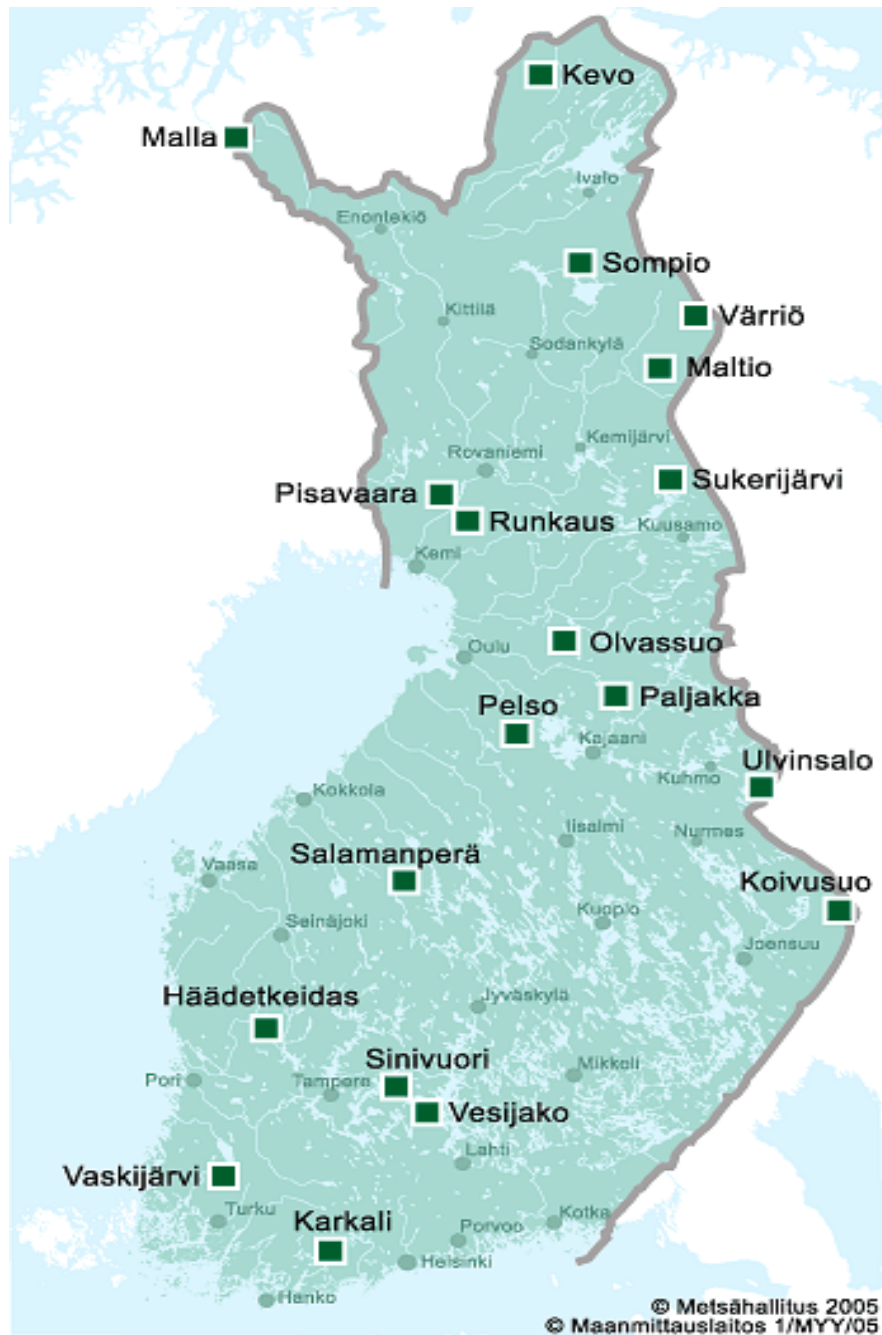 Kevo
Malla
Ivalo
Enontekiö
Sompio
Kittilä
Värriö
Sodankylä
Maltio
Kemijärvi
Rovaniemi
Sukerijärvi
Pisavaara
Runkaus
Kuusamo
Kemi
Olvassuo
Oulu
Paljakka
Pelso
Kajaani
Ulvinsalo
Kuhmo
Kokkola
Iisalmi
Nurmes
Salamanperä
Vaasa
Koivusuo
Kuopio
Seinäjoki
Joensuu
Häädetkeidas
Jyväskylä
Sinivuori
Mikkeli
Pori
Tampere
Vesijako
Lahti
Vaskijärvi
Turku
Karkali
Kotka
Porvoo
Helsinki
Hanko
© Metsähallitus 2005
© Maanmittauslaitos 1/MYY/05